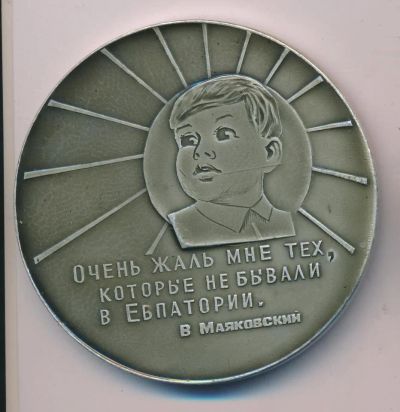 ОЧЕНЬ ЖАЛЬ МНЕ ТЕХ,
КОТОРЫЕ НЕ БЫВАЛИ
В ЕВПАТОРИИ.
В МАЯКОВСКИЙ